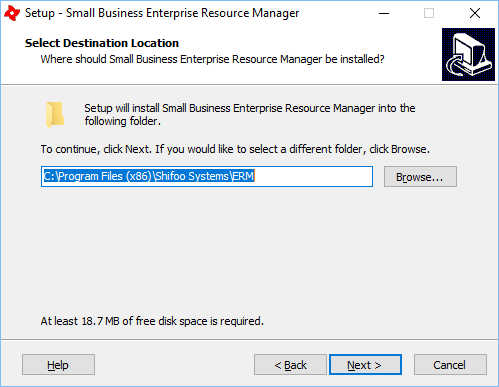 Setup - Small Business Enterprise Resource Manager
Select Destination Location
Where should Small Business Enterprise Resource Manager be installed?
Setup will install Small Business Enterprise Resource Manager into the
following folder.
To continue, click Next. If you would like to select a different folder, click Browse.
C:\Program Files (x86)\Shifoo Systems\ERM
Browse...
At least 18.7 MB of free disk space is required.
Help
< Back
Next >
Cancel